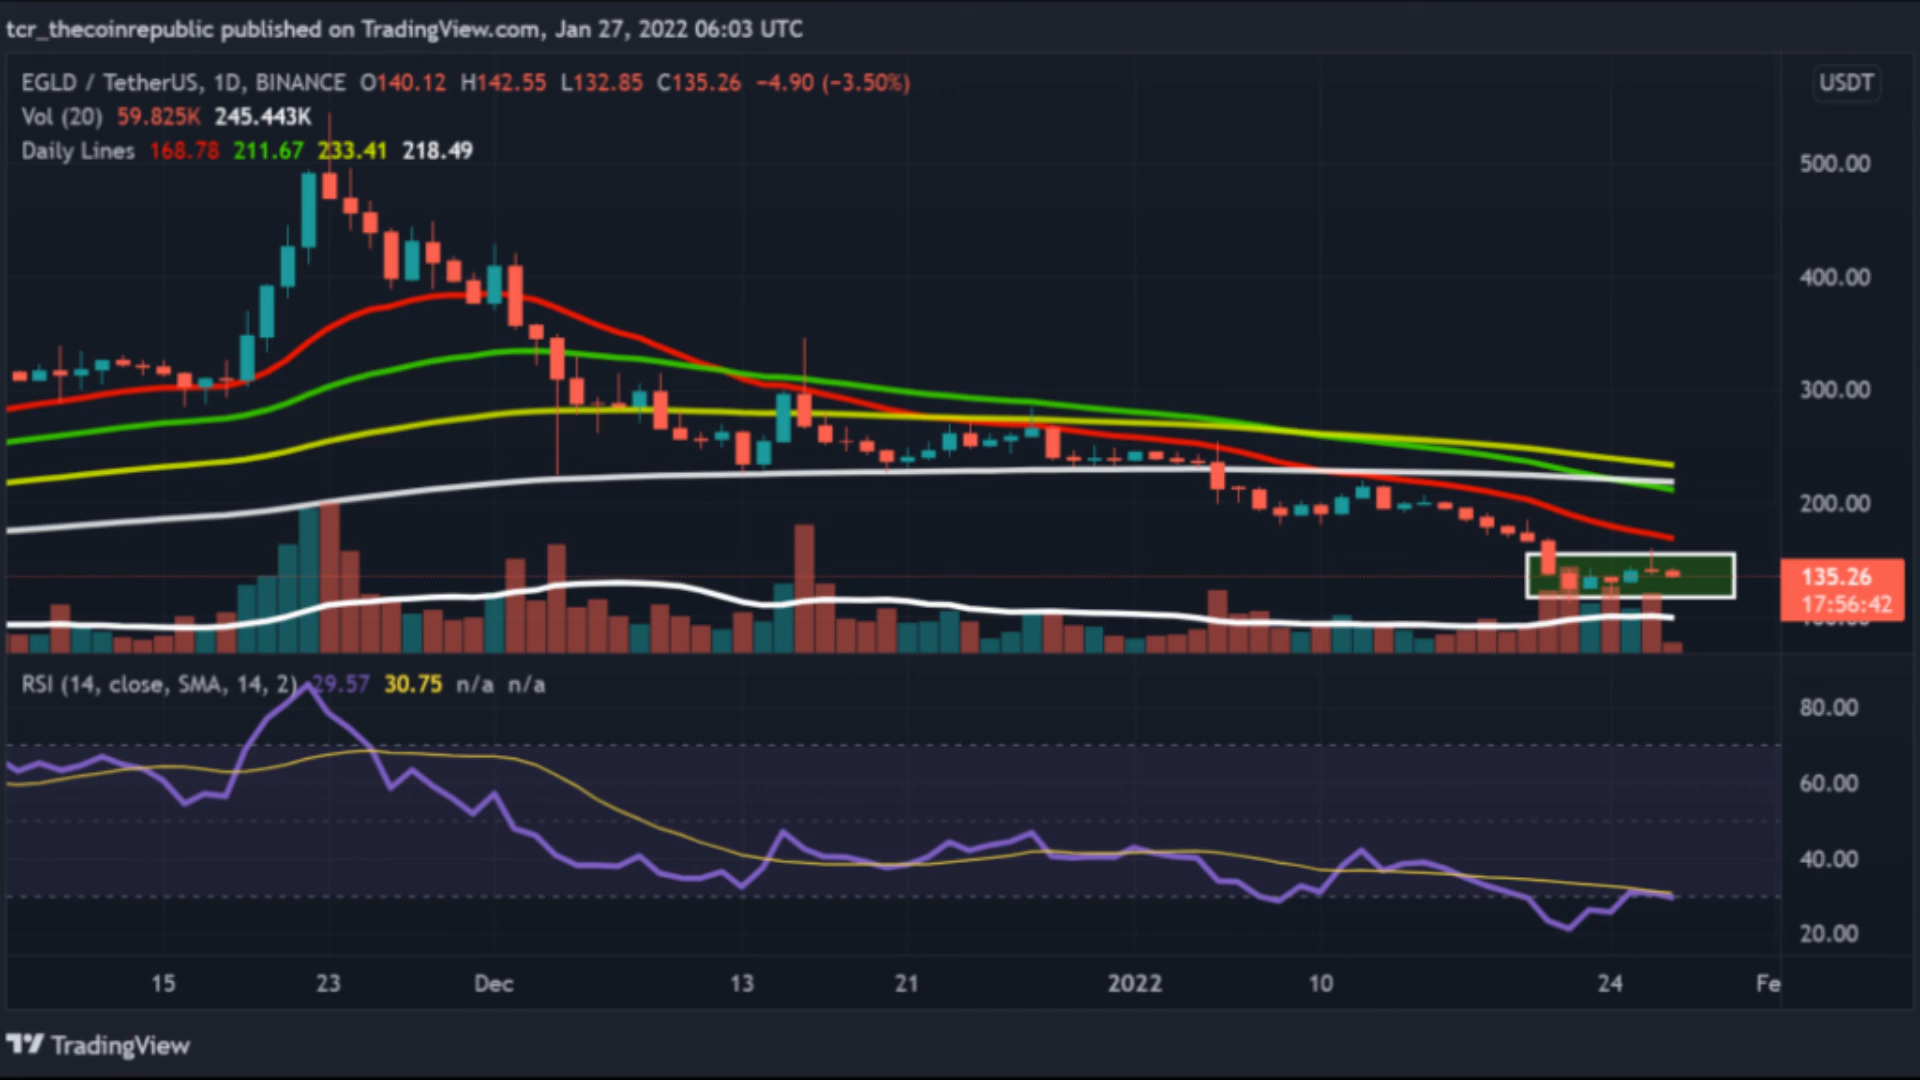 tcr_thecoinrepublic published on TradingView.com, Jan 27, 2022 06:03 UTC
EGLD / TetherUS, 1D, BINANCE O140.12 H142.55 L132.85 C135.26 −4.90 (−3.50%)
USDT
Vol (20) 59.825K 245.443K
Daily Lines 168.78 211.67 233.41 218.49
500.00
400.00
300.00
200.00
135.26
17:56:42
RSI (14, close, SMA, 14, 2) 29.57 30.75 n/a n/a
80.00
60.00
40.00
20.00
15 23 Dec 13 21 2022 10 24 Fe
TradingView